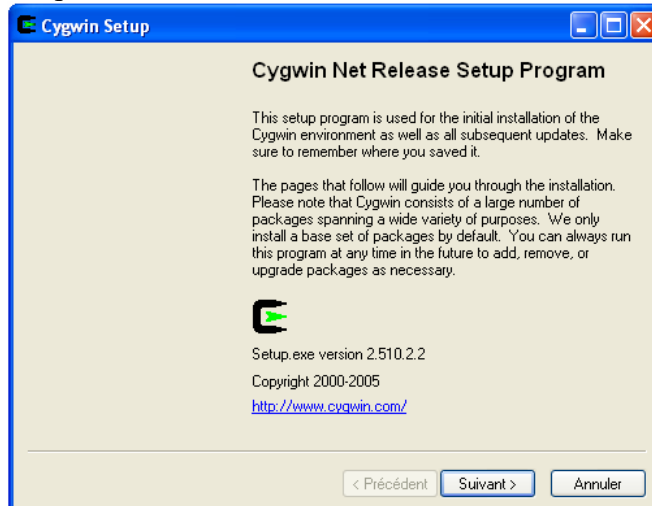 Cygwin Setup
Cygwin Net Release Setup Program
This setup program is used for the initial installation of the
Cygwin environment as well as all subsequent updates. Make
sure to remember where you saved it.
The pages that follow will guide you through the installation.
Please note that Cygwin consists of a large number of
packages spanning a wide variety of purposes. We only
install a base set of packages by default. You can always run
this program at any time in the future to add, remove, or
upgrade packages as necessary.
Setup.exe version 2.510.2.2
Copyright 2000-2005
http://www.cygwin.com/
< Précédent Suivant > Annuler